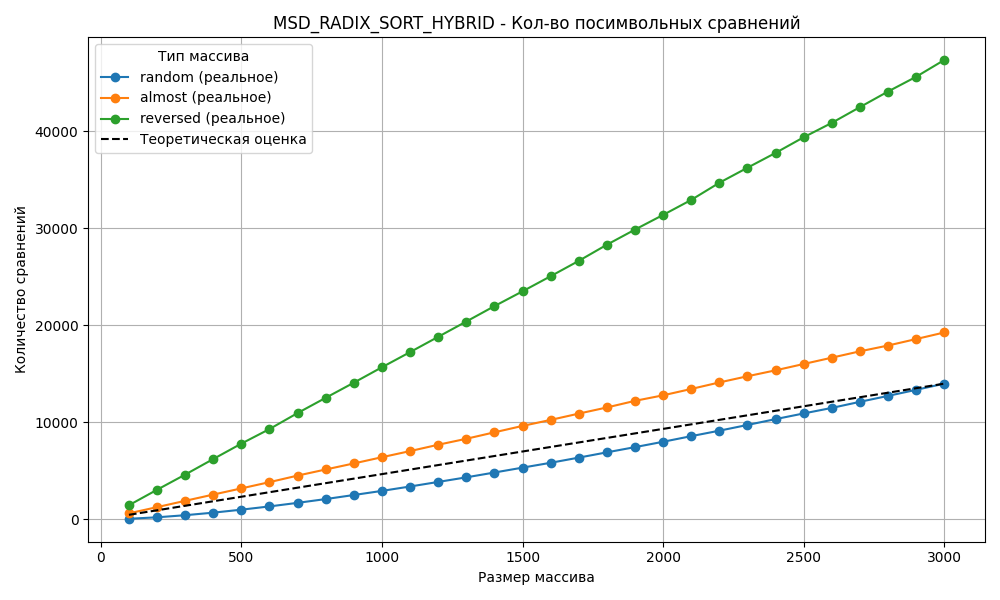 MSD_RADIX_SORT_HYBRID - Кол-во посимвольных сравнений
Тип массива
random (реальное)
almost (реальное)
reversed (реальное)
Теоретическая оценка
Количество сравнений
40000
30000
20000
10000
0
0 500 1000 1500 2000 2500 3000
Размер массива